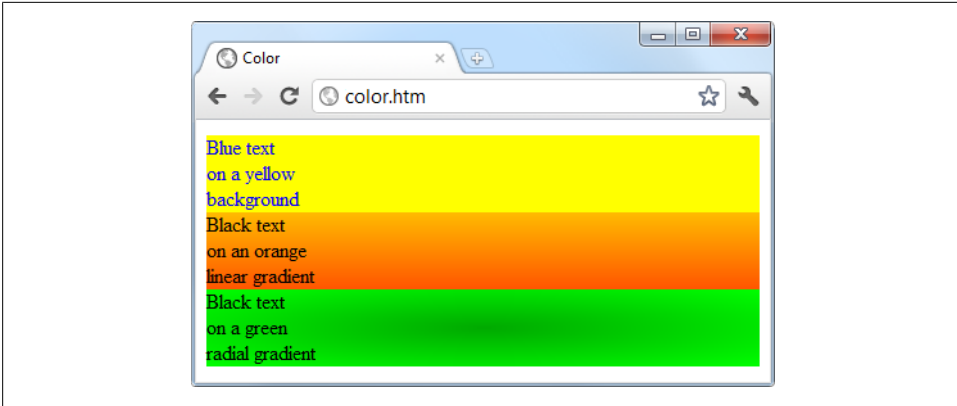 Color
color.htm
Blue text
on a yellow
background
Black text
on an orange
linear gradient
Black text
on a green
radial gradient